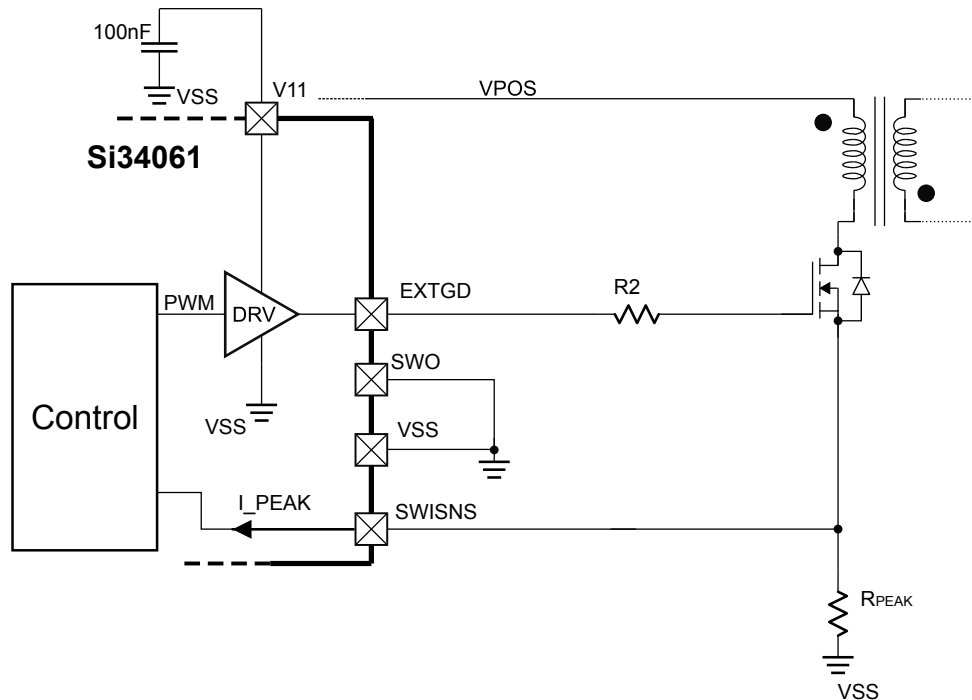 100nF
V11
VSS
VPOS
Si34061
PWM
DRV
EXTGD
R2
SWO
Control
VSS
VSS
I_PEAK
SWISNS
RPEAK
VSS